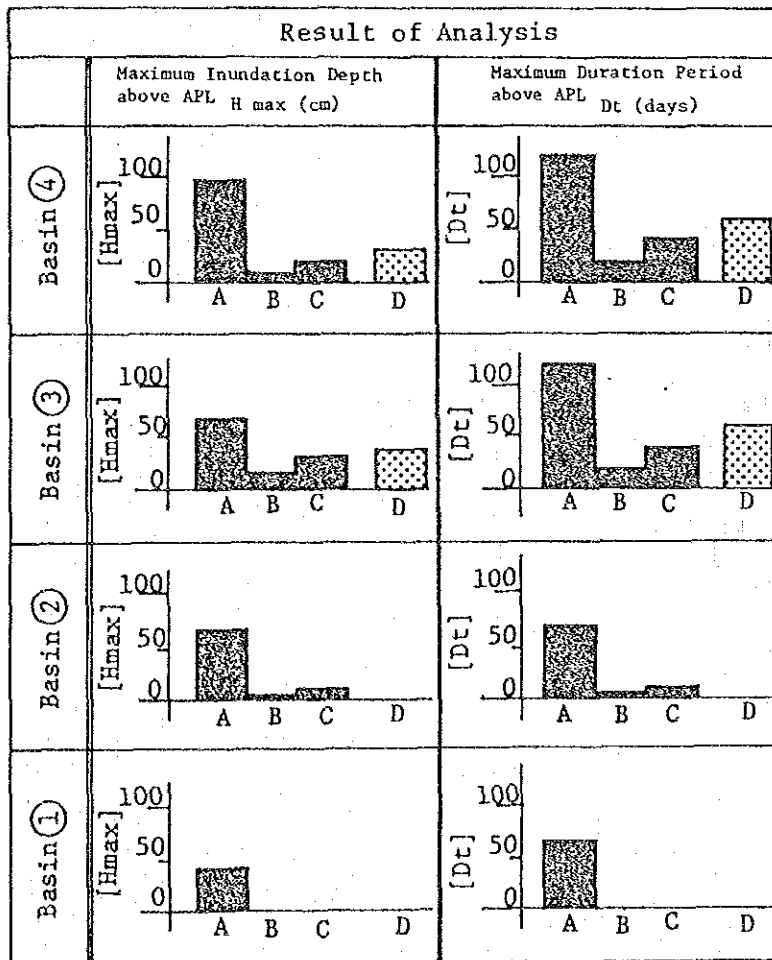 Result of Analysis
Maximum Inundation Depth
above APL H max (cm)
Maximum Duration Period
above APL Dt (days)
Basin ④
[Hmax]
100
50
0
A B C D
[Dt]
100
50
0
A B C D
Basin ③
[Hmax]
100
50
0
A B C D
[Dt]
100
50
0
A B C D
Basin ②
[Hmax]
100
50
0
A B C D
[Dt]
100
50
0
A B C D
Basin ①
[Hmax]
100
50
0
A B C D
[Dt]
100
50
0
A B C D